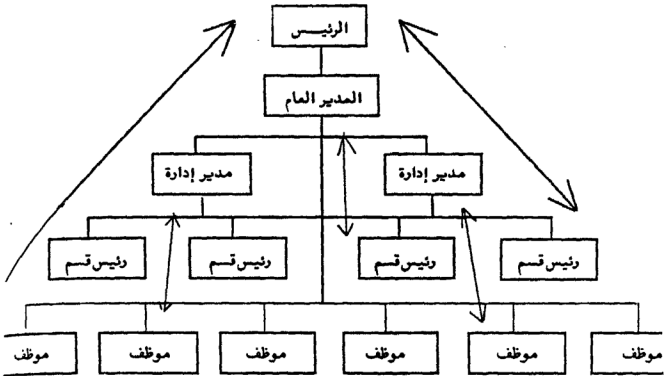 الرئيس
المدير العام
مدير إدارة
مدير إدارة
رئيس قسم
رئيس قسم
رئيس قسم
رئيس قسم
موظف
موظف
موظف
موظف
موظف
موظف